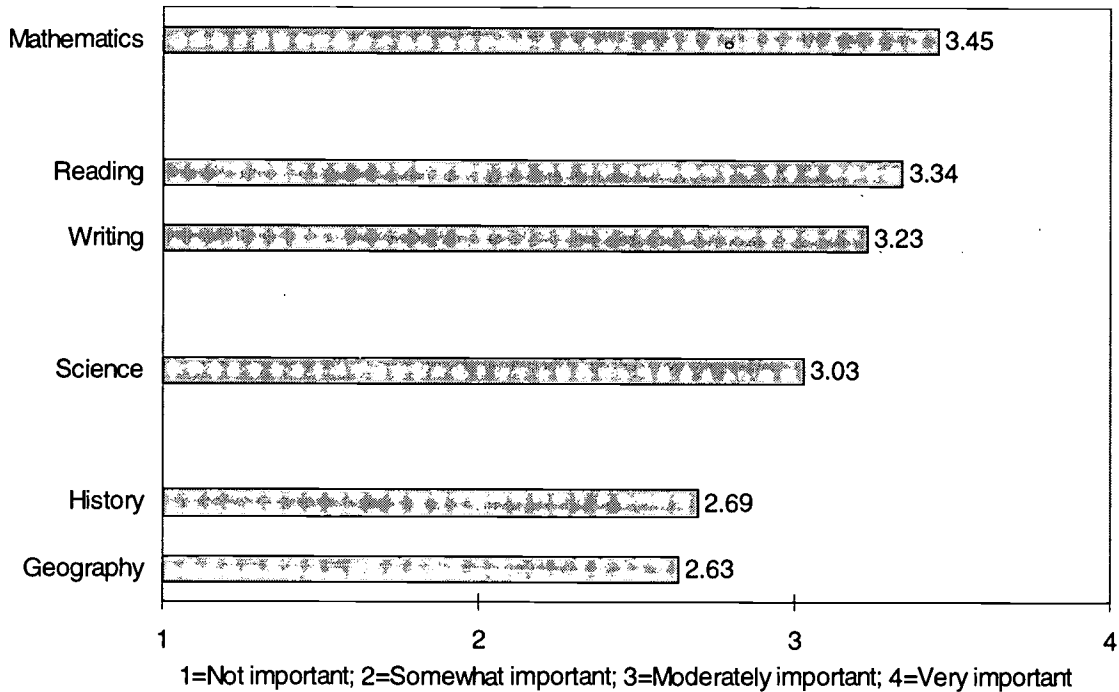 Mathematics 3.45
Reading 3.34
Writing 3.23
Science 3.03
History 2.69
Geography 2.63
1 2 3 4
1=Not important; 2=Somewhat important; 3=Moderately important; 4=Very important